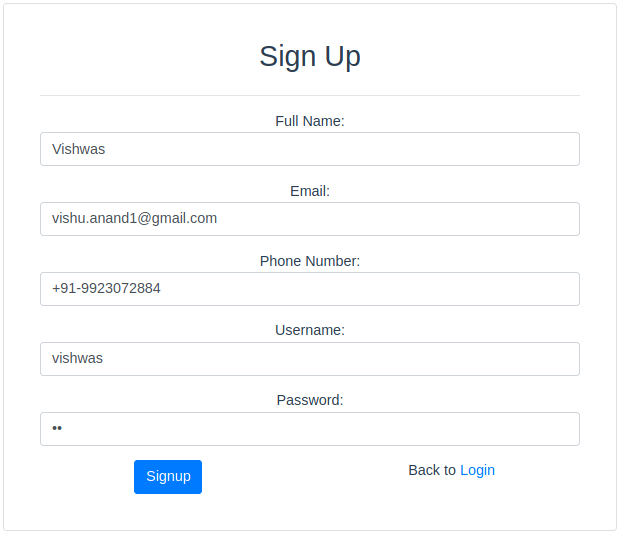 Sign Up
Full Name:
Vishwas
Email:
vishu.anand1@gmail.com
Phone Number:
+91-9923072884
Username:
vishwas
Password:
••
Signup
Back to Login